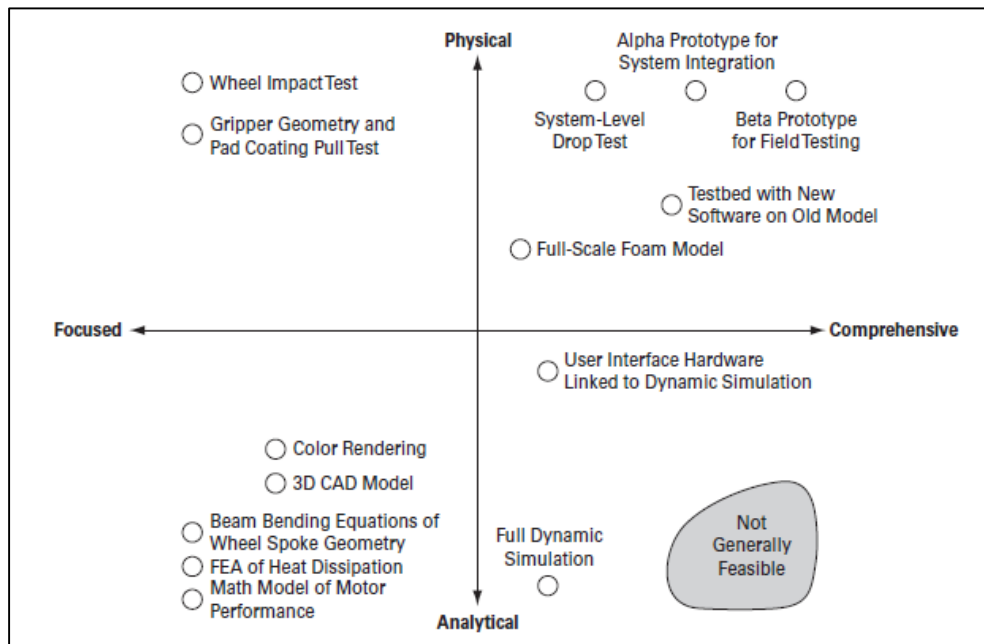 Physical
Alpha Prototype for
System Integration
Wheel Impact Test
Gripper Geometry and
Pad Coating Pull Test
System-Level
Drop Test
Beta Prototype
for Field Testing
Testbed with New
Software on Old Model
Full-Scale Foam Model
Focused
Comprehensive
User Interface Hardware
Linked to Dynamic Simulation
Color Rendering
3D CAD Model
Beam Bending Equations of
Wheel Spoke Geometry
FEA of Heat Dissipation
Math Model of Motor
Performance
Full Dynamic
Simulation
Not
Generally
Feasible
Analytical